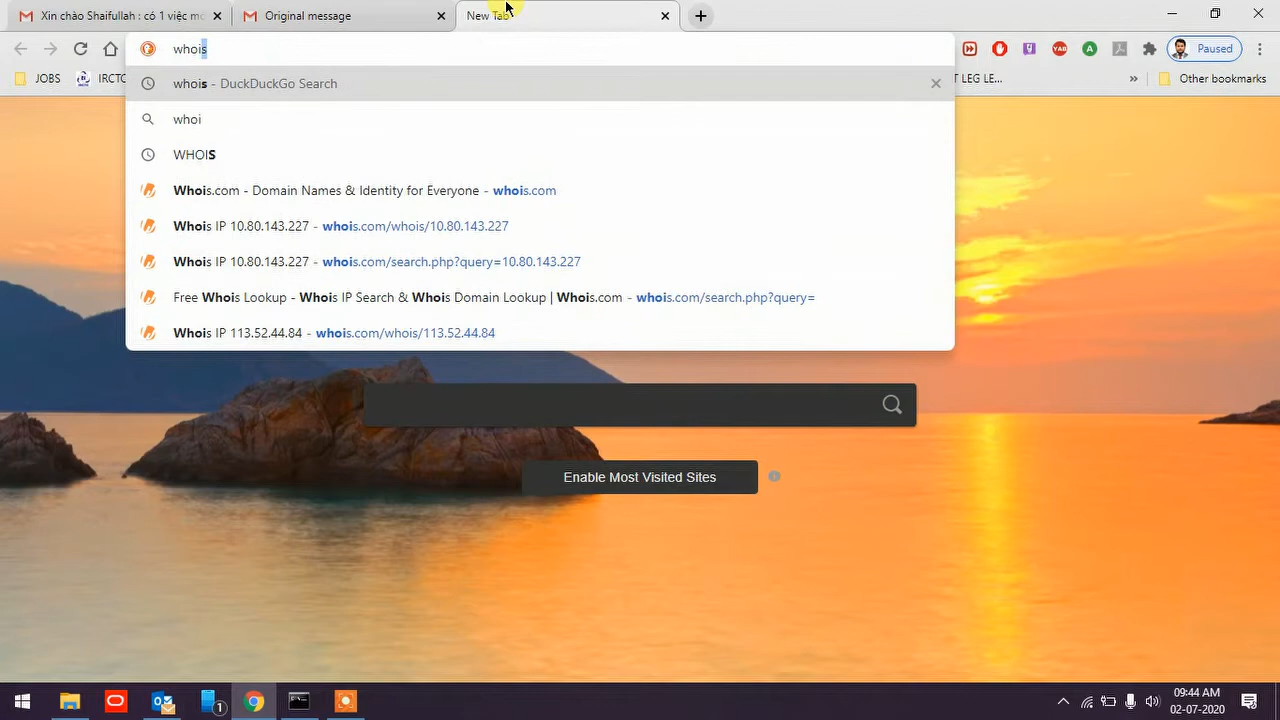 Xin chào Shaifullah : có 1 việc mớ
Original message
New Tab
whois
Paused
JOBS
IRCTC
T LEG LE...
»
Other bookmarks
whois - DuckDuckGo Search
whoi
WHOIS
Whois.com - Domain Names & Identity for Everyone - whois.com
Whois IP 10.80.143.227 - whois.com/whois/10.80.143.227
Whois IP 10.80.143.227 - whois.com/search.php?query=10.80.143.227
Free Whois Lookup - Whois IP Search & Whois Domain Lookup | Whois.com - whois.com/search.php?query=
Whois IP 113.52.44.84 - whois.com/whois/113.52.44.84
Enable Most Visited Sites
09:44 AM
02-07-2020